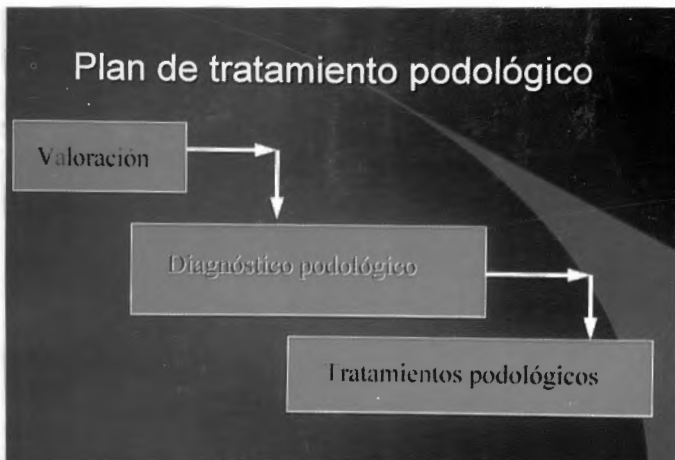 Plan de tratamiento podológico
Valoración
Diagnóstico podológico
Tratamientos podológicos